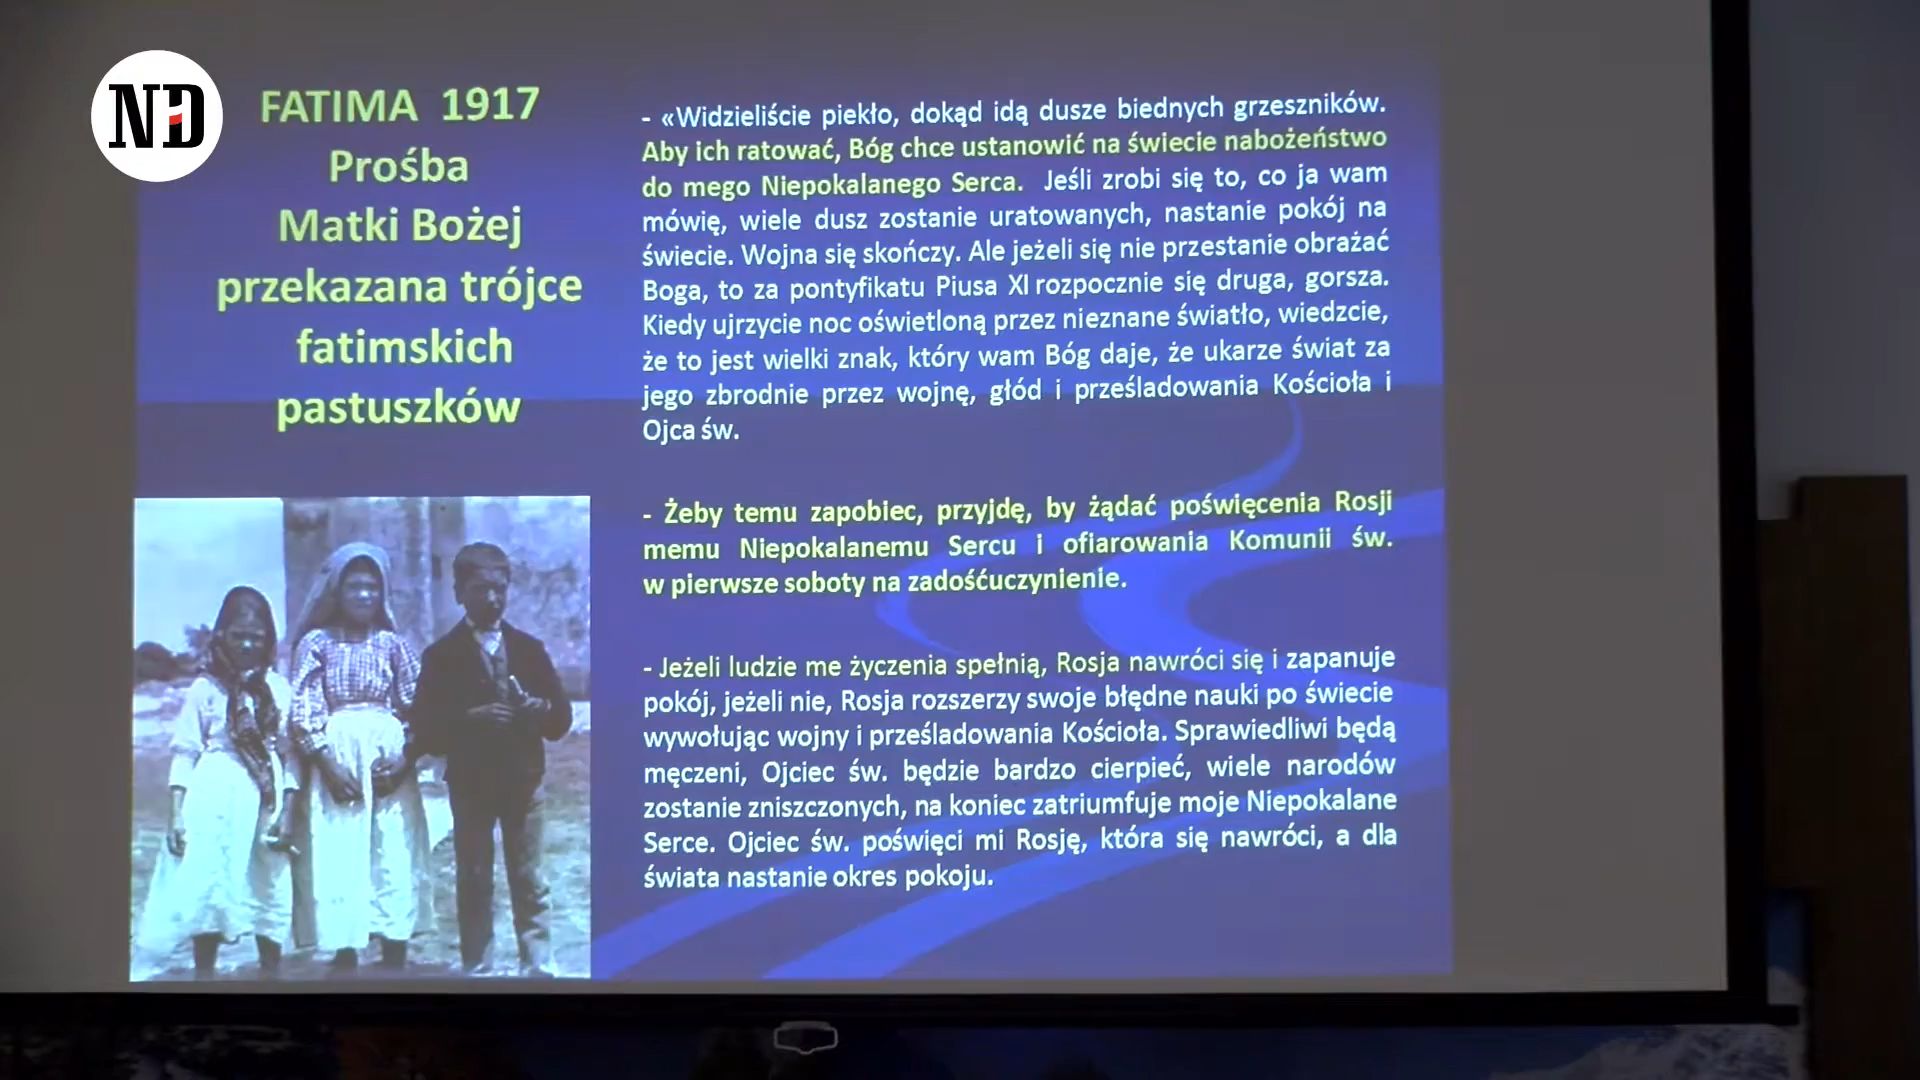 ND
FATIMA 1917
Prośba
Matki Bożej
przekazana trójce
fatimskich
pastuszków
- «Widzieliście piekło, dokąd idą dusze biednych grzeszników.
Aby ich ratować, Bóg chce ustanowić na świecie nabożeństwo
do mego Niepokalanego Serca. Jeśli zrobi się to, co ja wam
mówię, wiele dusz zostanie uratowanych, nastanie pokój na
świecie. Wojna się skończy. Ale jeżeli się nie przestanie obrażać
Boga, to za pontyfikatu Piusa XI rozpocznie się druga, gorsza.
Kiedy ujrzycie noc oświetloną przez nieznane światło, wiedzcie,
że to jest wielki znak, który wam Bóg daje, że ukarze świat za
jego zbrodnie przez wojnę, głód i prześladowania Kościoła i
Ojca św.
- Żeby temu zapobiec, przyjdę, by żądać poświęcenia Rosji
memu Niepokalanemu Sercu i ofiarowania Komunii św.
w pierwsze soboty na zadośćuczynienie.
- Jeżeli ludzie me życzenia spełnią, Rosja nawróci się i zapanuje
pokój, jeżeli nie, Rosja rozszerzy swoje błędne nauki po świecie
wywołując wojny i prześladowania Kościoła. Sprawiedliwi będą
męczeni, Ojciec św. będzie bardzo cierpieć, wiele narodów
zostanie zniszczonych, na koniec zatriumfuje moje Niepokalane
Serce. Ojciec św. poświęci mi Rosję, która się nawróci, a dla
świata nastanie okres pokoju.